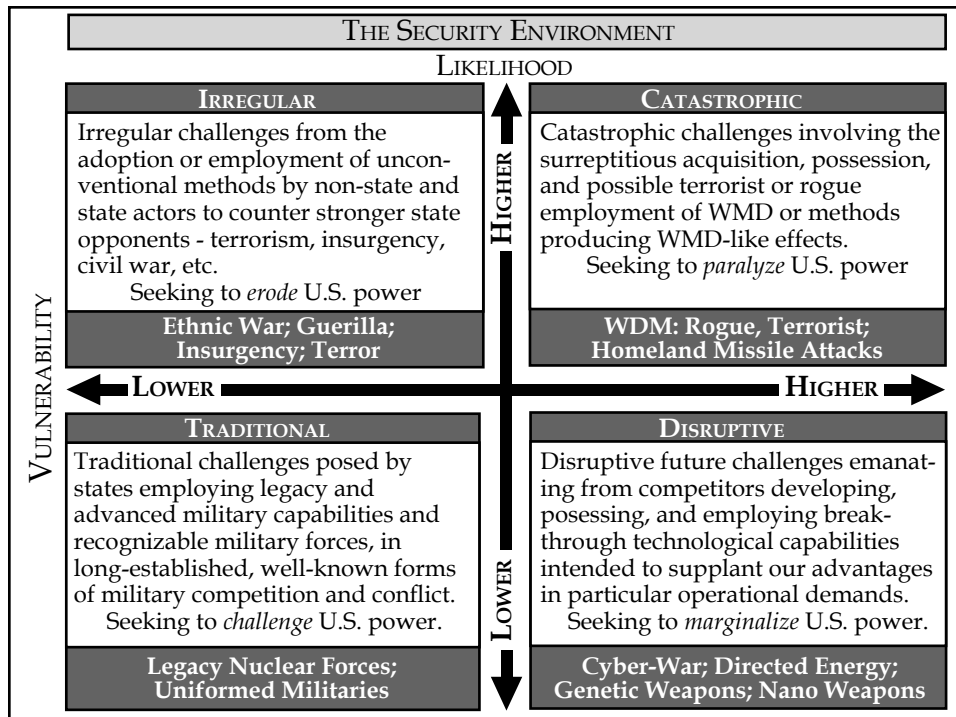 THE SECURITY ENVIRONMENT
LIKELIHOOD
IRREGULAR
Irregular challenges from the
adoption or employment of uncon-
ventional methods by non-state and
state actors to counter stronger state
opponents - terrorism, insurgency,
civil war, etc.
Seeking to erode U.S. power
Ethnic War; Guerilla;
Insurgency; Terror
CATASTROPHIC
Catastrophic challenges involving the
surreptitious acquisition, possession,
and possible terrorist or rogue
employment of WMD or methods
producing WMD-like effects.
Seeking to paralyze U.S. power
WDM: Rogue, Terrorist;
Homeland Missile Attacks
HIGHER
VULNERABILITY
LOWER
HIGHER
TRADITIONAL
Traditional challenges posed by
states employing legacy and
advanced military capabilities and
recognizable military forces, in
long-established, well-known forms
of military competition and conflict.
Seeking to challenge U.S. power.
Legacy Nuclear Forces;
Uniformed Militaries
LOWER
DISRUPTIVE
Disruptive future challenges emanat-
ing from competitors developing,
posessing, and employing break-
through technological capabilities
intended to supplant our advantages
in particular operational demands.
Seeking to marginalize U.S. power.
Cyber-War; Directed Energy;
Genetic Weapons; Nano Weapons